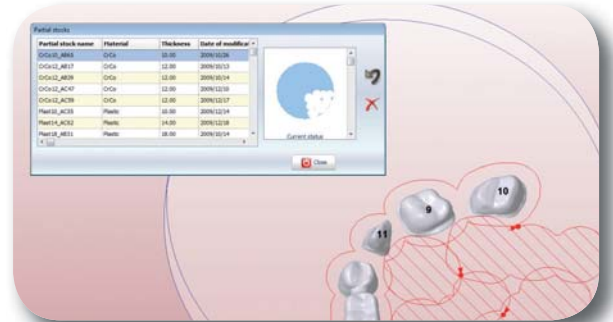 Partial stocks
Partial stock name Material Thickness Date of modificat
CrCo10_AB65 CrCo 10.00 2009/10/26
CrCo12_AB17 CrCo 12.00 2009/10/13
CrCo12_AB29 CrCo 12.00 2009/10/14
CrCo12_AC47 CrCo 12.00 2009/12/10
CrCo12_AC59 CrCo 12.00 2009/12/17
Plast10_AC55 Plastic 10.00 2009/12/14
Plast14_AC62 Plastic 14.00 2009/12/18
Plast18_AB31 Plastic 18.00 2009/10/14
Current status
Close
10
9
11